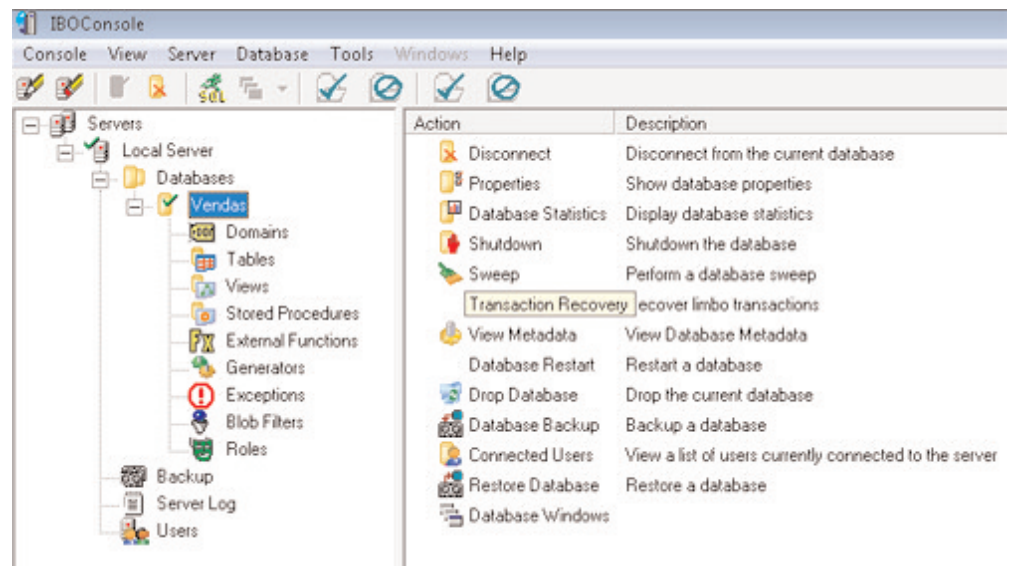 IBOConsole
Console View Server Database Tools Windows Help
SQL
Servers
Local Server
Databases
Vendas
Domains
Tables
Views
Stored Procedures
External Functions
Generators
Exceptions
Blob Filters
Roles
Backup
Server Log
Users
Action Description
Disconnect Disconnect from the current database
Properties Show database properties
Database Statistics Display database statistics
Shutdown Shutdown the database
Sweep Perform a database sweep
Transaction Recovery ecover limbo transactions
View Metadata View Database Metadata
Database Restart Restart a database
Drop Database Drop the current database
Database Backup Backup a database
Connected Users View a list of users currently connected to the server
Restore Database Restore a database
Database Windows